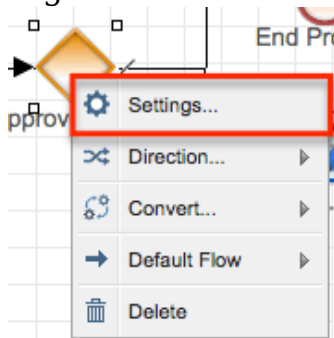 End Pro
pprov
Settings...
Direction...
Convert...
Default Flow
Delete